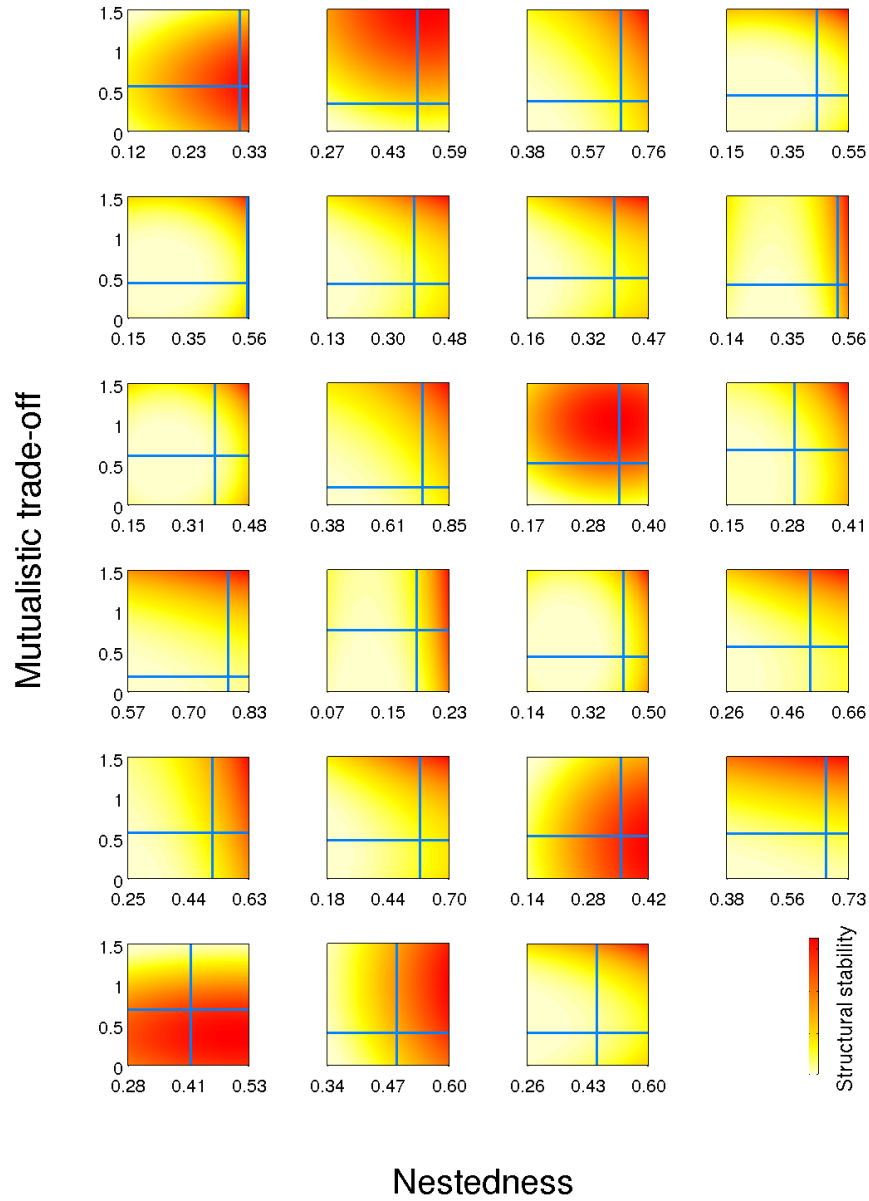 Mutualistic trade-off
1.5
1
0.5
0
0.12 0.23 0.33 0.27 0.43 0.59 0.38 0.57 0.76 0.15 0.35 0.55
1.5
1
0.5
0
0.15 0.35 0.56 0.13 0.30 0.48 0.16 0.32 0.47 0.14 0.35 0.56
1.5
1
0.5
0
0.15 0.31 0.48 0.38 0.61 0.85 0.17 0.28 0.40 0.15 0.28 0.41
1.5
1
0.5
0
0.57 0.70 0.83 0.07 0.15 0.23 0.14 0.32 0.50 0.26 0.46 0.66
1.5
1
0.5
0
0.25 0.44 0.63 0.18 0.44 0.70 0.14 0.28 0.42 0.38 0.56 0.73
1.5
1
0.5
0
0.28 0.41 0.53 0.34 0.47 0.60 0.26 0.43 0.60
Structural stability
Nestedness